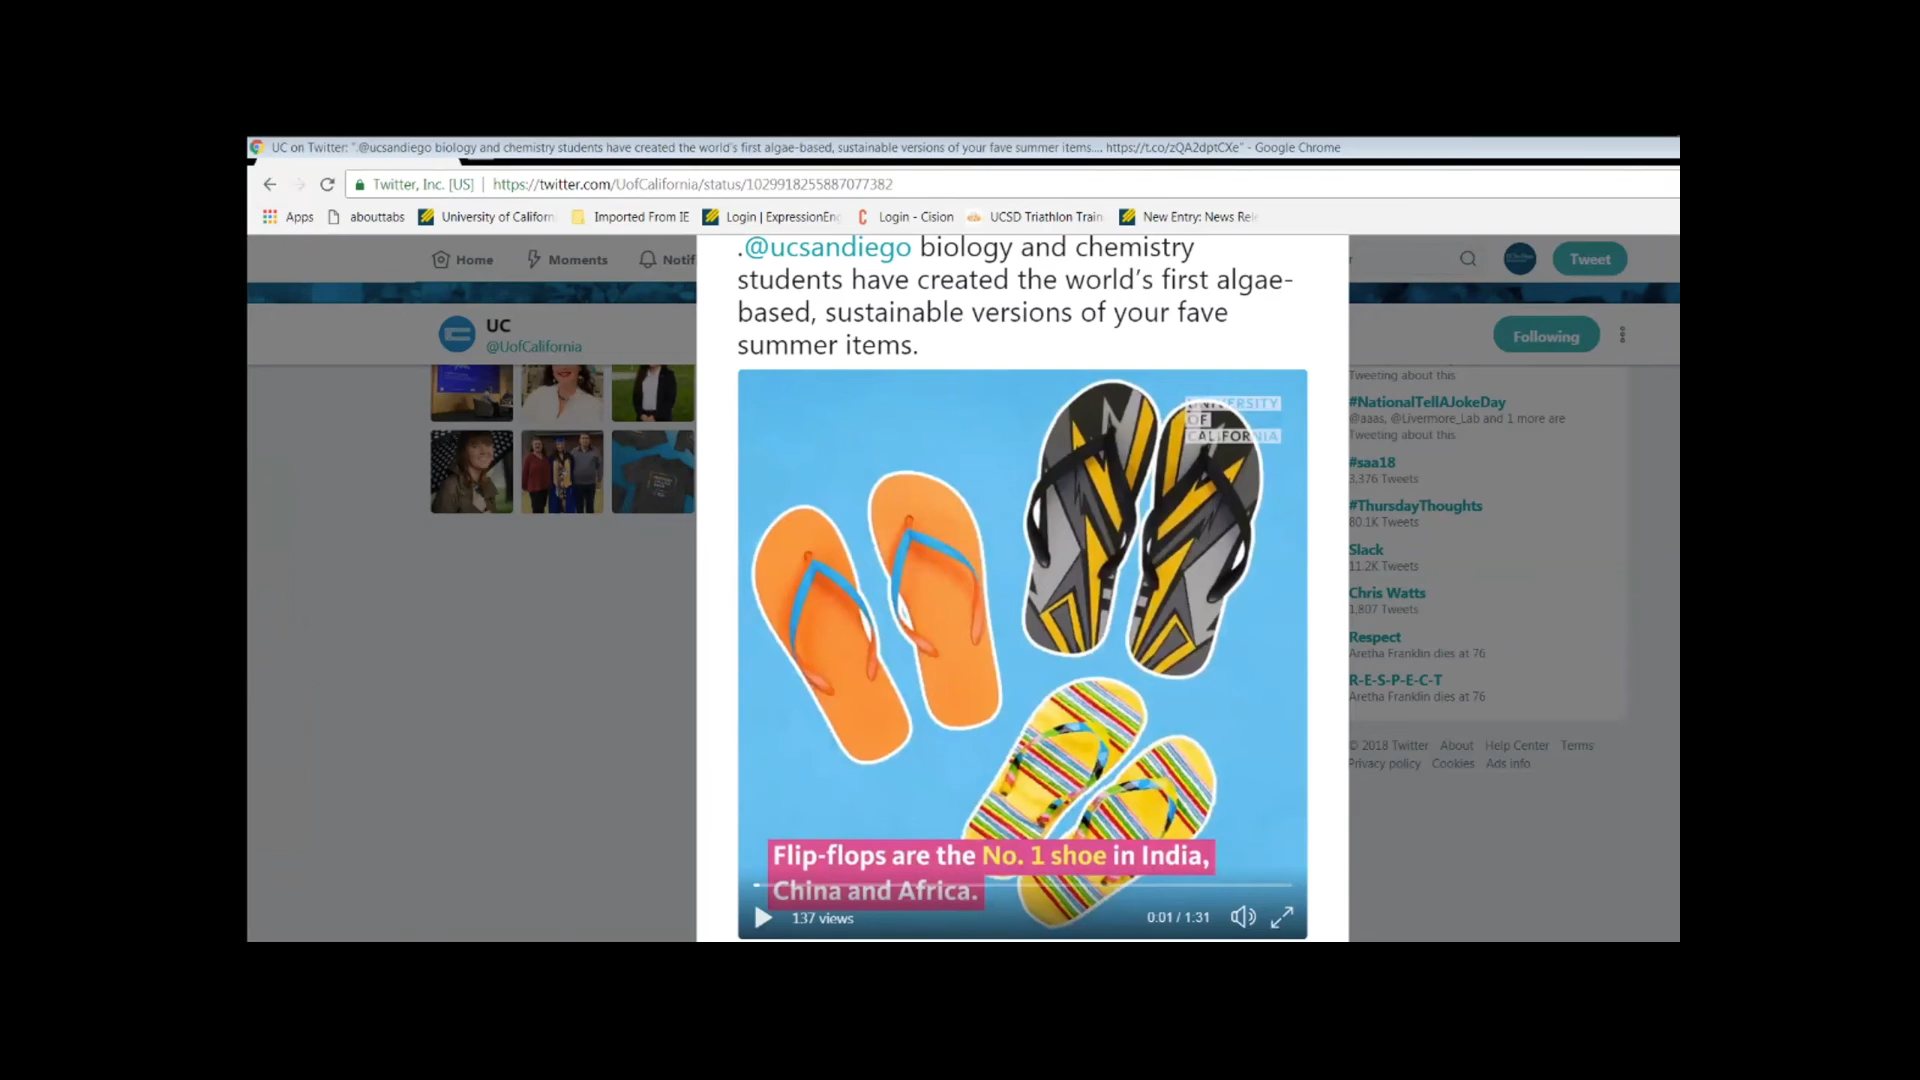 UC on Twitter: ".@ucsandiego biology and chemistry students have created the world's first algae-based, sustainable versions of your fave summer items.... https://t.co/zQA2dptCXe" - Google Chrome
Twitter, Inc. [US] | https://twitter.com/UofCalifornia/status/1029918255887077382
Apps abouttabs University of Californ Imported From IE Login | ExpressionEng Login - Cision UCSD Triathlon Train New Entry: News Rel
Home Moments Notif
Tweet
UC
@UofCalifornia
Following
.@ucsandiego biology and chemistry
students have created the world's first algae-
based, sustainable versions of your fave
summer items.
UNIVERSITY
OF
CALIFORNIA
Flip-flops are the No. 1 shoe in India,
China and Africa.
137 views 0:01 / 1:31
Tweeting about this
#NationalTellAJokeDay
@aaas, @Livermore_Lab and 1 more are
Tweeting about this
#saa18
3,376 Tweets
#ThursdayThoughts
80.1K Tweets
Slack
11.2K Tweets
Chris Watts
1,807 Tweets
Respect
Aretha Franklin dies at 76
R-E-S-P-E-C-T
Aretha Franklin dies at 76
© 2018 Twitter About Help Center Terms
Privacy policy Cookies Ads info